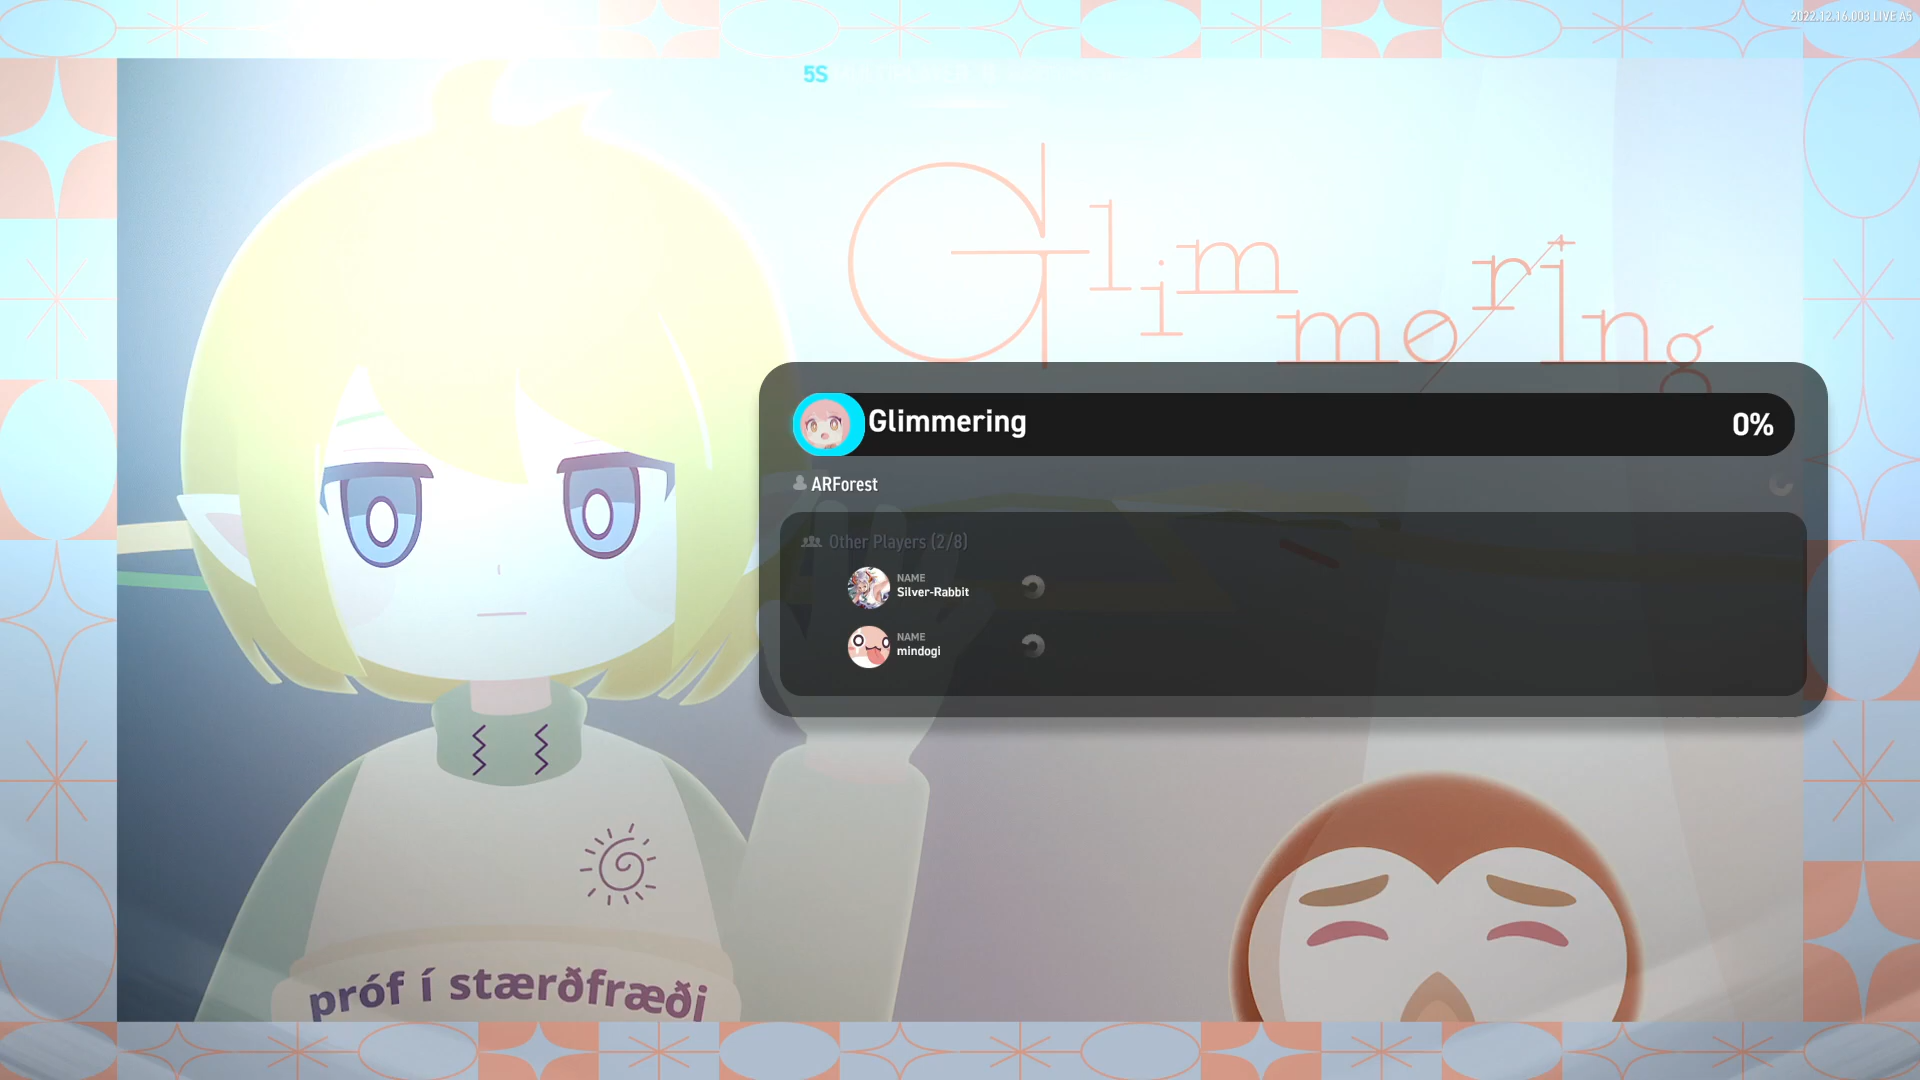 2022.12.16.003 LIVE A5
5S
Glimmering
Glimmering
0%
ARForest
Other Players (2/8)
NAME
Silver-Rabbit
NAME
mindogi
próf í stærðfræði